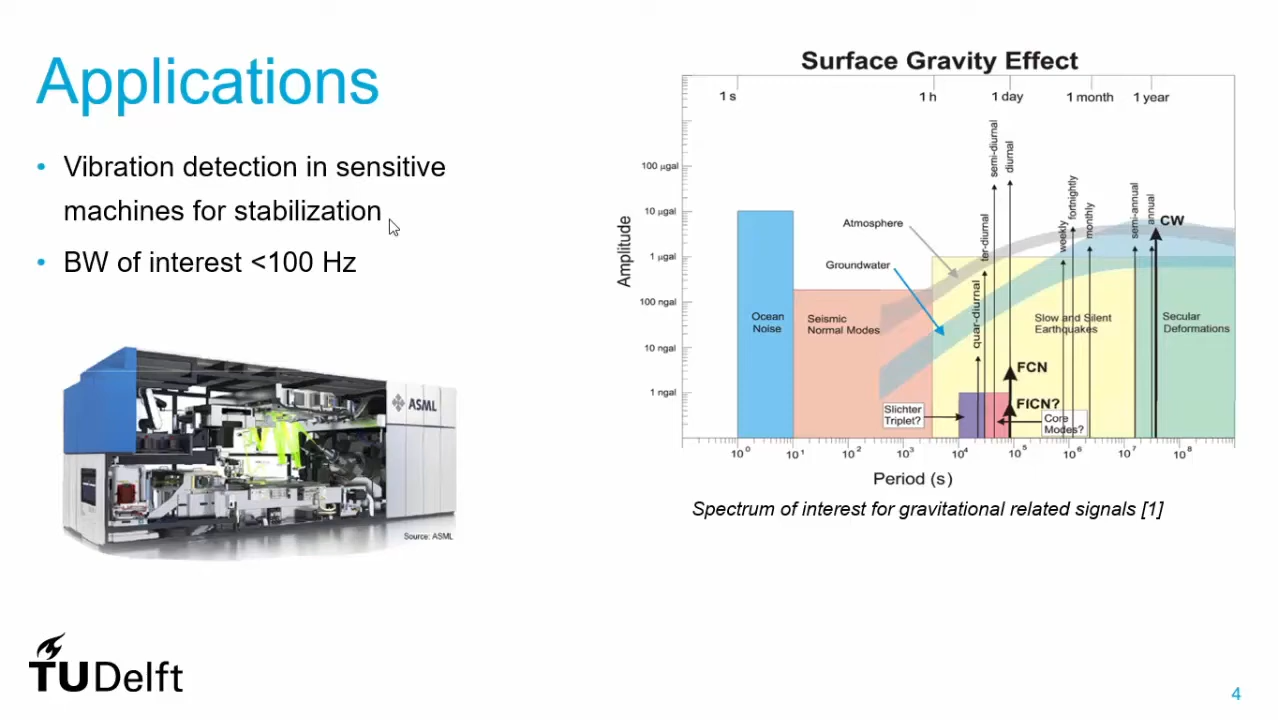 Applications
• Vibration detection in sensitive
machines for stabilization
• BW of interest <100 Hz
ASML
Source: ASML
Surface Gravity Effect
1 s
1 h
1 day
1 month
1 year
Amplitude
100 µgal
10 µgal
1 µgal
100 ngal
10 ngal
1 ngal
Atmosphere
Groundwater
Ocean
Noise
Seismic
Normal Modes
quar-diurnal
ter-diurnal
semi-diurnal
diurnal
weekly
fortnightly
monthly
semi-annual
annual
CW
Slow and Silent
Earthquakes
Secular
Deformations
FCN
FICN?
Slichter
Triplet?
Core
Modes?
10⁰
10¹
10²
10³
10⁴
10⁵
10⁶
10⁷
10⁸
Period (s)
Spectrum of interest for gravitational related signals [1]
TU Delft
4